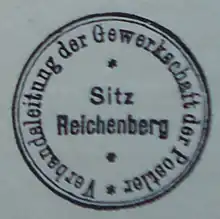 Verbandsleitung der Gewerkschaft der Postler
Sitz
Reichenberg